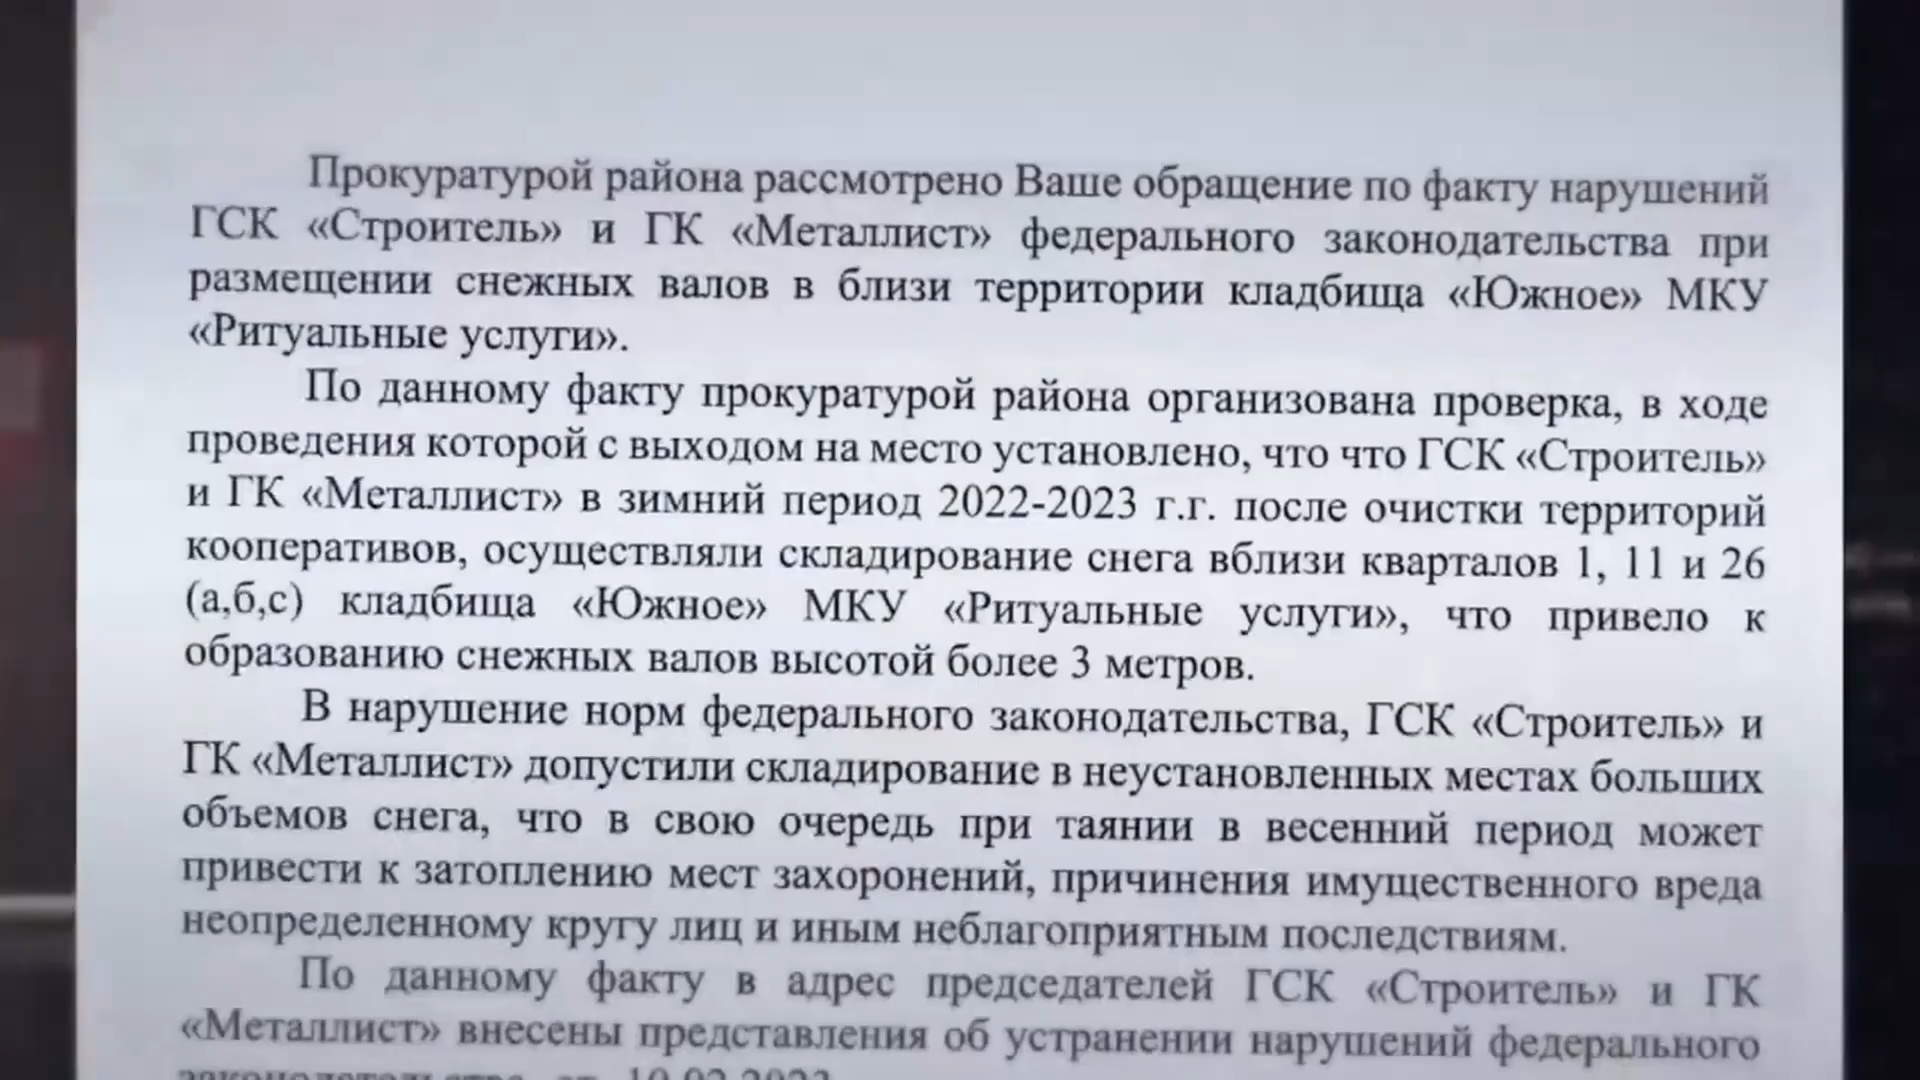 Прокуратурой района рассмотрено Ваше обращение по факту нарушений
ГСК «Строитель» и ГК «Металлист» федерального законодательства при
размещении снежных валов в близи территории кладбища «Южное» МКУ
«Ритуальные услуги».
По данному факту прокуратурой района организована проверка, в ходе
проведения которой с выходом на место установлено, что что ГСК «Строитель»
и ГК «Металлист» в зимний период 2022-2023 г.г. после очистки территорий
кооперативов, осуществляли складирование снега вблизи кварталов 1, 11 и 26
(а,б,с) кладбища «Южное» МКУ «Ритуальные услуги», что привело к
образованию снежных валов высотой более 3 метров.
В нарушение норм федерального законодательства, ГСК «Строитель» и
ГК «Металлист» допустили складирование в неустановленных местах больших
объемов снега, что в свою очередь при таянии в весенний период может
привести к затоплению мест захоронений, причинения имущественного вреда
неопределенному кругу лиц и иным неблагоприятным последствиям.
По данному факту в адрес председателей ГСК «Строитель» и ГК
«Металлист» внесены представления об устранении нарушений федерального